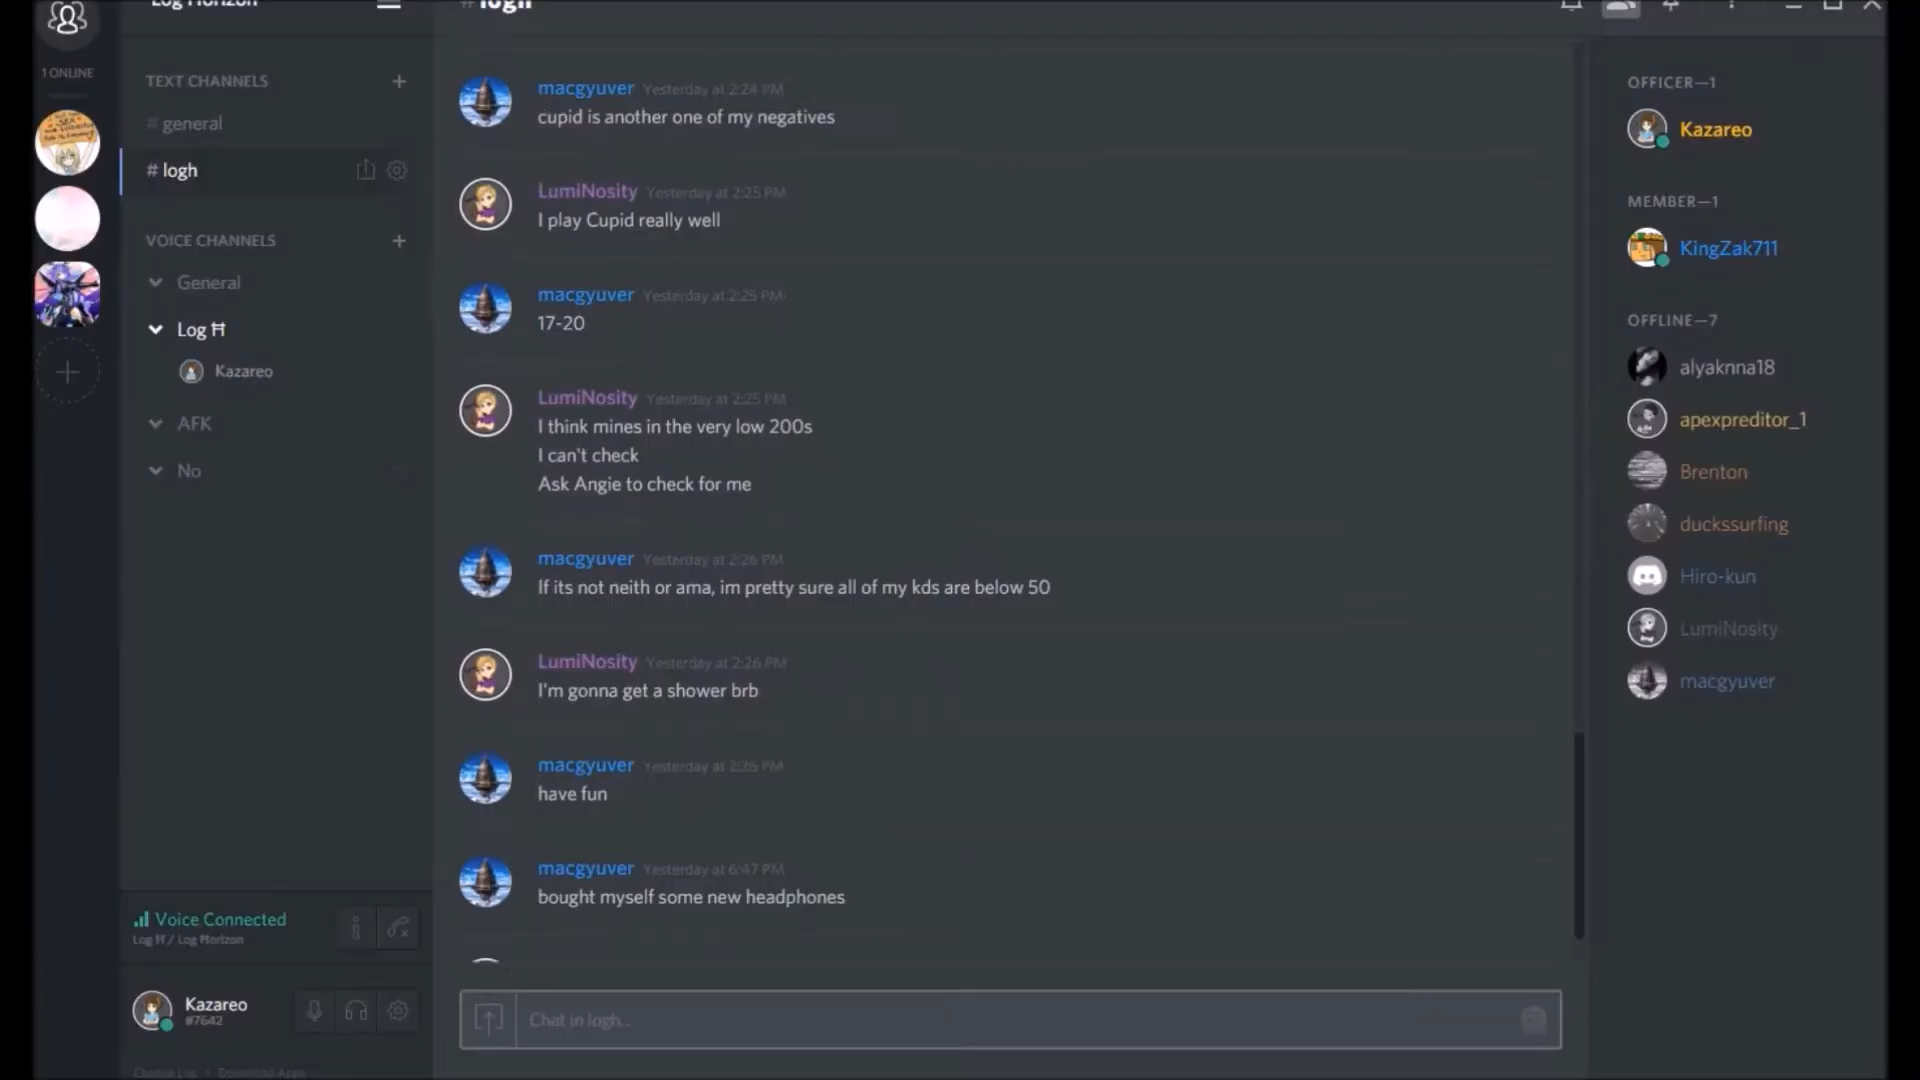 Log Horizon
# logh
1 ONLINE
TEXT CHANNELS
# general
# logh
VOICE CHANNELS
General
Log Ħ
Kazareo
AFK
No
Voice Connected
Log Ħ / Log Horizon
Kazareo
#7642
Change Log • Download Apps
macgyuver Yesterday at 2:24 PM
cupid is another one of my negatives
LumiNosity Yesterday at 2:25 PM
I play Cupid really well
macgyuver Yesterday at 2:25 PM
17-20
LumiNosity Yesterday at 2:25 PM
I think mines in the very low 200s
I can't check
Ask Angie to check for me
macgyuver Yesterday at 2:26 PM
If its not neith or ama, im pretty sure all of my kds are below 50
LumiNosity Yesterday at 2:26 PM
I'm gonna get a shower brb
macgyuver Yesterday at 2:26 PM
have fun
macgyuver Yesterday at 6:47 PM
bought myself some new headphones
Chat in logh...
OFFICER—1
Kazareo
MEMBER—1
KingZak711
OFFLINE—7
alyaknna18
apexpreditor_1
Brenton
duckssurfing
Hiro-kun
LumiNosity
macgyuver